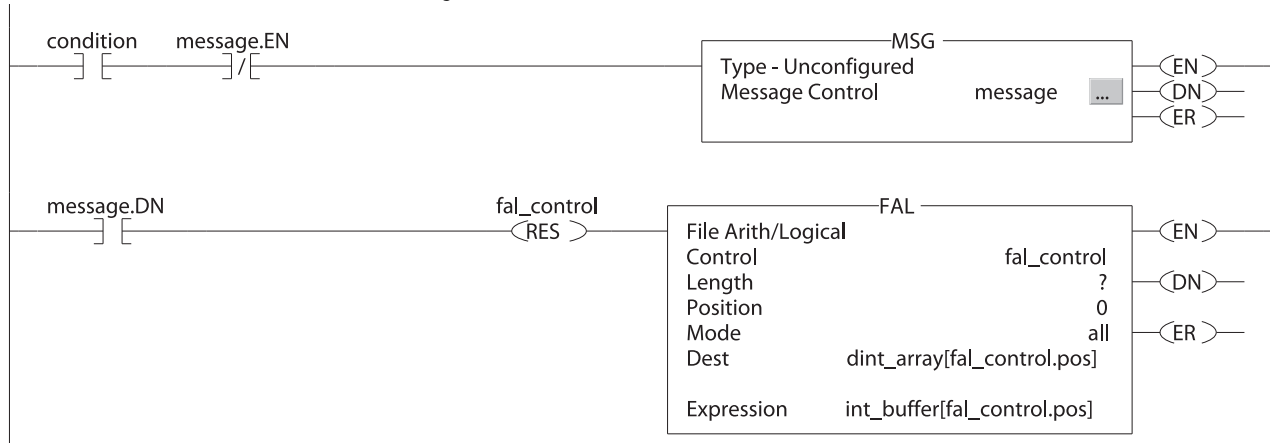 condition message.EN
MSG
Type - Unconfigured
Message Control message ...
EN
DN
ER
message.DN
fal_control
RES
FAL
File Arith/Logical
Control fal_control
Length ?
Position 0
Mode all
Dest dint_array[fal_control.pos]
Expression int_buffer[fal_control.pos]
EN
DN
ER